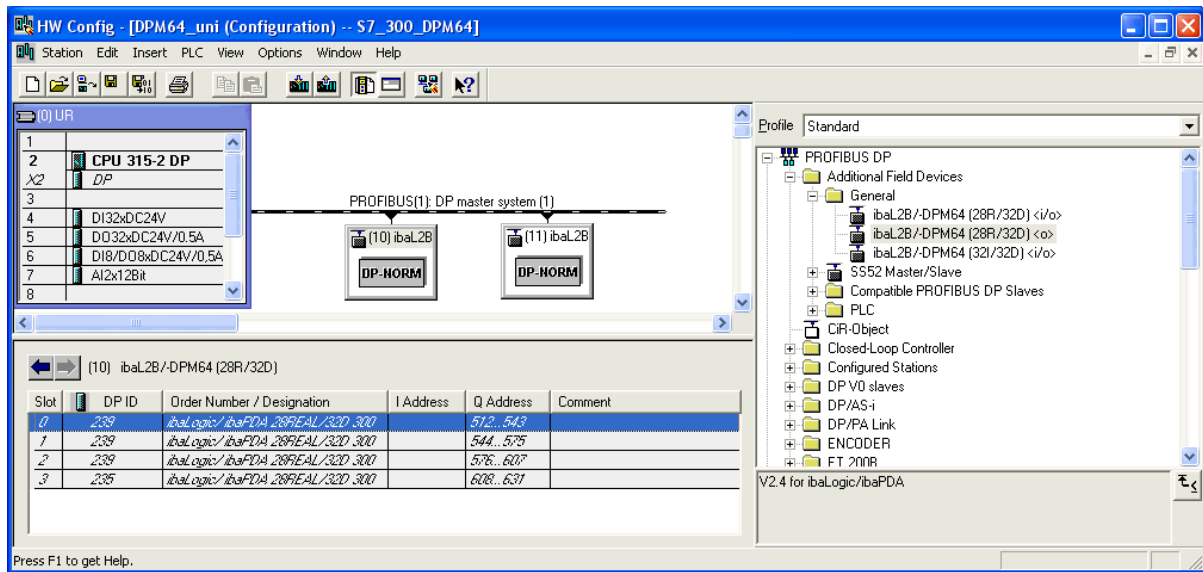 HW Config - [DPM64_uni (Configuration) -- S7_300_DPM64]
Station Edit Insert PLC View Options Window Help
(0) UR
1
2 CPU 315-2 DP
X2 DP
3
4 DI32xDC24V
5 DO32xDC24V/0.5A
6 DI8/DO8xDC24V/0,5A
7 AI2x12Bit
8
PROFIBUS(1): DP master system (1)
(10) ibaL2B
DP-NORM
(11) ibaL2B
DP-NORM
Profile Standard
PROFIBUS DP
Additional Field Devices
General
ibaL2B/-DPM64 (28R/32D) <i/o>
ibaL2B/-DPM64 (28R/32D) <o>
ibaL2B/-DPM64 (32I/32D) <i/o>
SS52 Master/Slave
Compatible PROFIBUS DP Slaves
PLC
CiR-Object
Closed-Loop Controller
Configured Stations
DP V0 slaves
DP/AS-i
DP/PA Link
ENCODER
ET 200B
V2.4 for ibaLogic/ibaPDA
(10) ibaL2B/-DPM64 (28R/32D)
Slot DP ID Order Number / Designation I Address Q Address Comment
0 239 ibaLogic/ibaPDA 28REAL/32D 300 512...543
1 239 ibaLogic/ibaPDA 28REAL/32D 300 544...575
2 239 ibaLogic/ibaPDA 28REAL/32D 300 576...607
3 235 ibaLogic/ibaPDA 28REAL/32D 300 608...631
Press F1 to get Help.